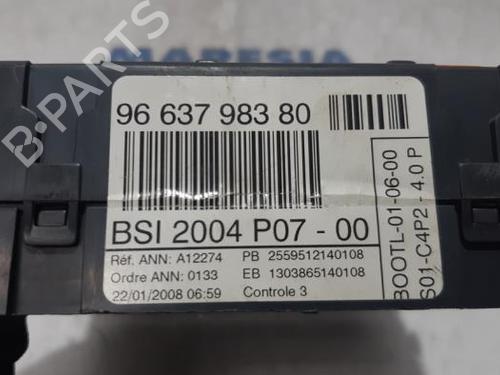 MARESIA
B-PARTS
96 637 983 80
BSI 2004 P07 - 00
Réf. ANN: A12274 PB 2559512140108
Ordre ANN: 0133 EB 1303865140108
22/01/2008 06:59 Controle 3
BOOTL-01-06-00
S01-C4P2 - 4.0 P